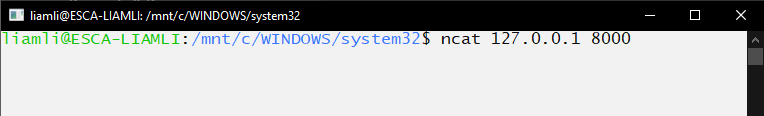 liamli@ESCA-LIAMLI: /mnt/c/WINDOWS/system32
liamli@ESCA-LIAMLI:/mnt/c/WINDOWS/system32$ ncat 127.0.0.1 8000